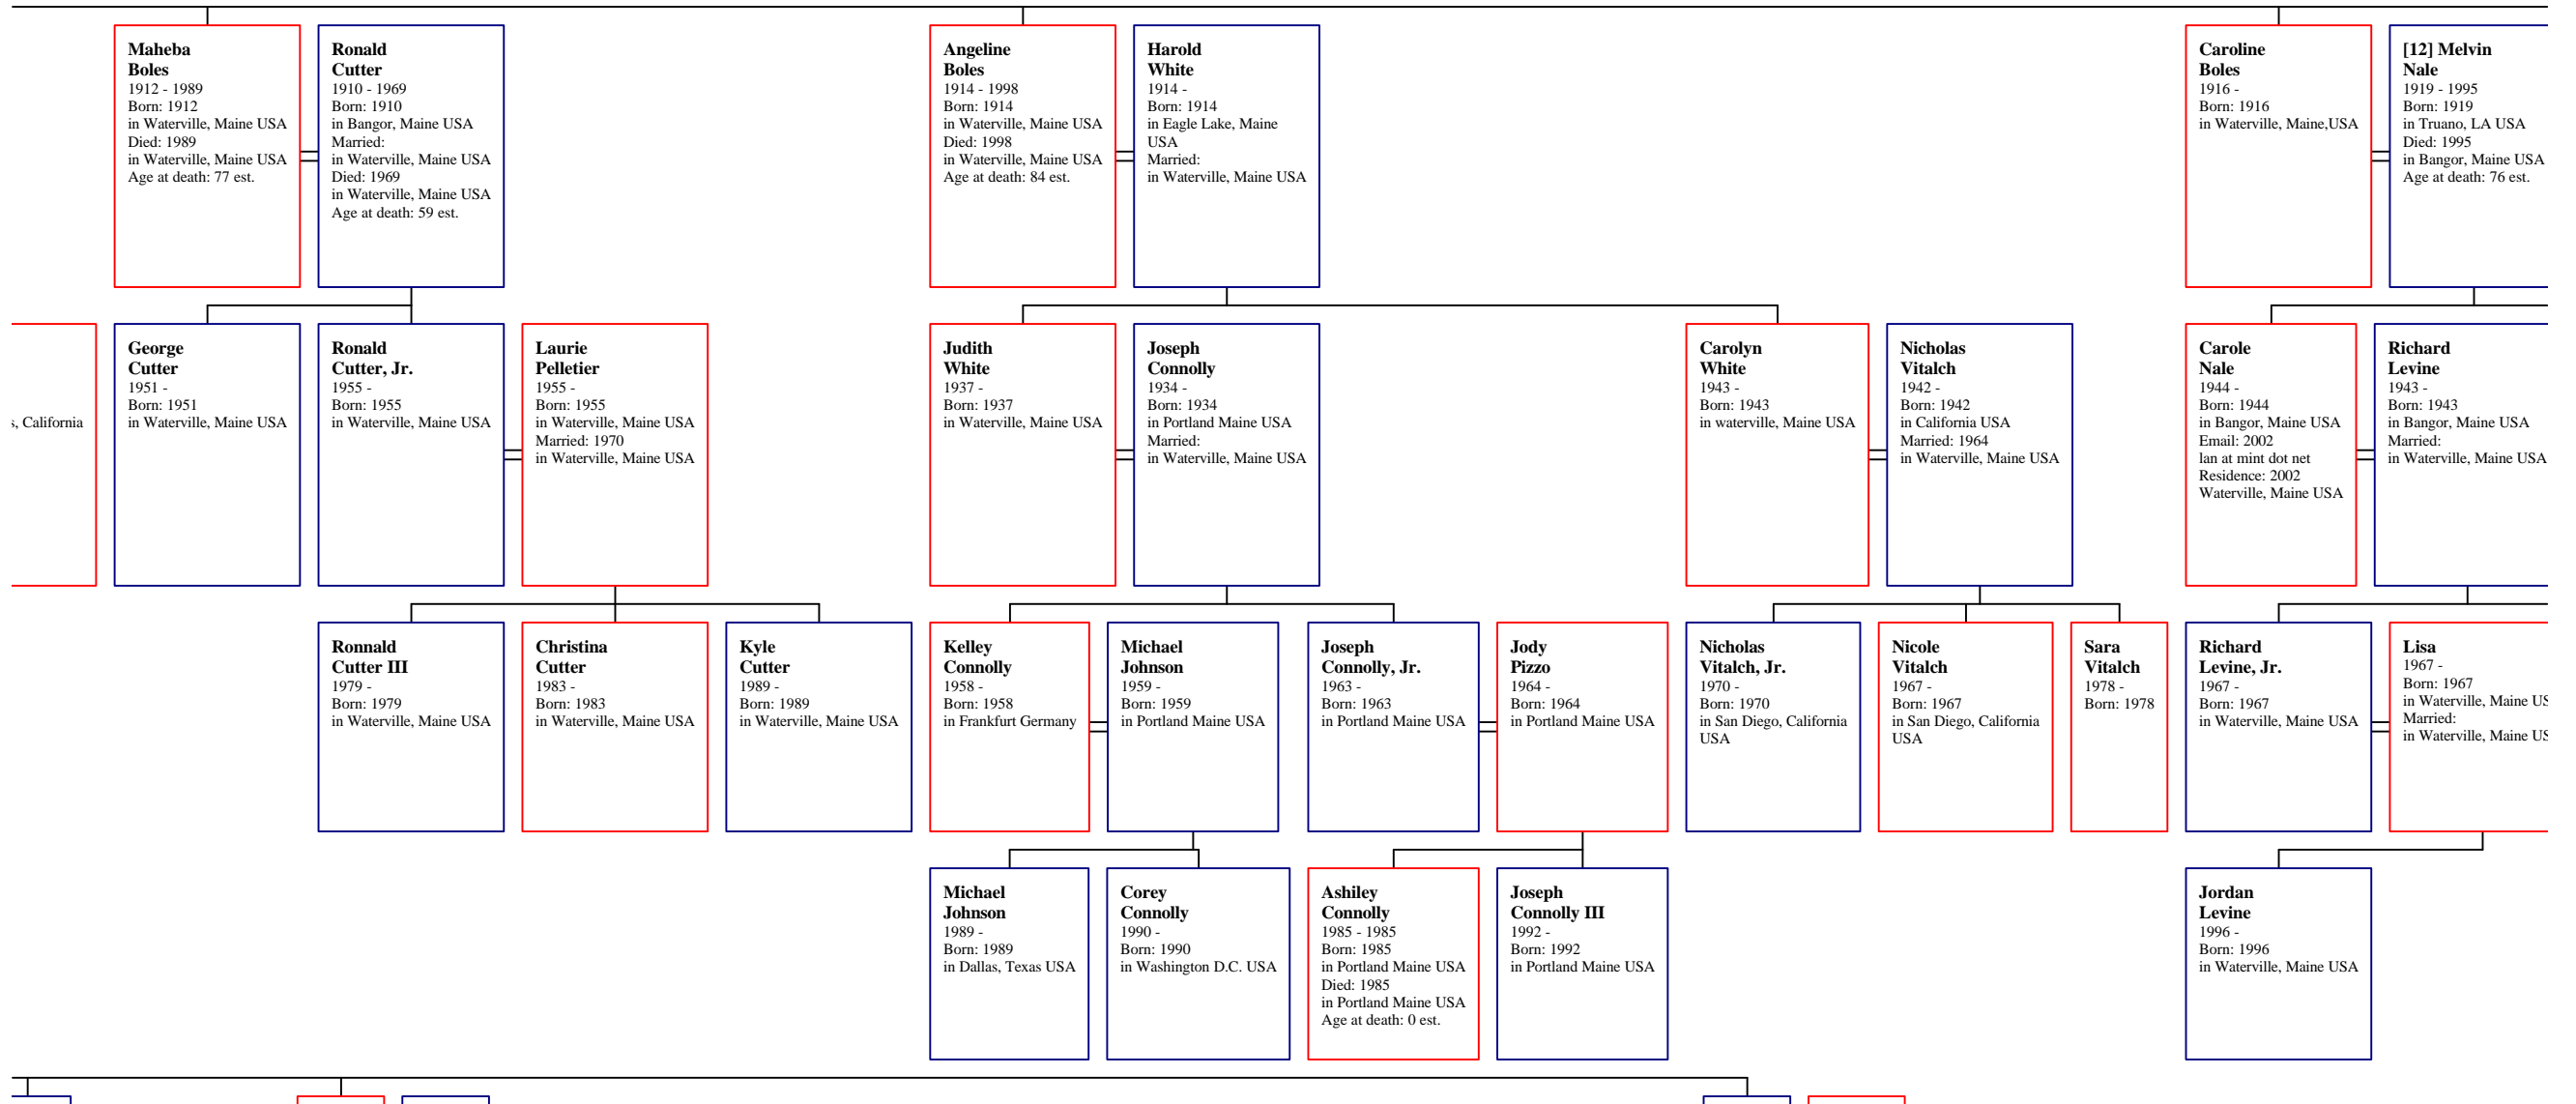 Maheba
Boles
1912 - 1989
Born: 1912
in Waterville, Maine USA
Died: 1989
in Waterville, Maine USA
Age at death: 77 est.
Ronald
Cutter
1910 - 1969
Born: 1910
in Bangor, Maine USA
Married:
in Waterville, Maine USA
Died: 1969
in Waterville, Maine USA
Age at death: 59 est.
Angeline
Boles
1914 - 1998
Born: 1914
in Waterville, Maine USA
Died: 1998
in Waterville, Maine USA
Age at death: 84 est.
Harold
White
1914 -
Born: 1914
in Eagle Lake, Maine
USA
Married:
in Waterville, Maine USA
Caroline
Boles
1916 -
Born: 1916
in Waterville, Maine,USA
[12] Melvin
Nale
1919 - 1995
Born: 1919
in Truano, LA USA
Died: 1995
in Bangor, Maine USA
Age at death: 76 est.
, California
George
Cutter
1951 -
Born: 1951
in Waterville, Maine USA
Ronald
Cutter, Jr.
1955 -
Born: 1955
in Waterville, Maine USA
Laurie
Pelletier
1955 -
Born: 1955
in Waterville, Maine USA
Married: 1970
in Waterville, Maine USA
Judith
White
1937 -
Born: 1937
in Waterville, Maine USA
Joseph
Connolly
1934 -
Born: 1934
in Portland Maine USA
Married:
in Waterville, Maine USA
Carolyn
White
1943 -
Born: 1943
in waterville, Maine USA
Nicholas
Vitalch
1942 -
Born: 1942
in California USA
Married: 1964
in Waterville, Maine USA
Carole
Nale
1944 -
Born: 1944
in Bangor, Maine USA
Email: 2002
lan at mint dot net
Residence: 2002
Waterville, Maine USA
Richard
Levine
1943 -
Born: 1943
in Bangor, Maine USA
Married:
in Waterville, Maine USA
Ronnald
Cutter III
1979 -
Born: 1979
in Waterville, Maine USA
Christina
Cutter
1983 -
Born: 1983
in Waterville, Maine USA
Kyle
Cutter
1989 -
Born: 1989
in Waterville, Maine USA
Kelley
Connolly
1958 -
Born: 1958
in Frankfurt Germany
Michael
Johnson
1959 -
Born: 1959
in Portland Maine USA
Joseph
Connolly, Jr.
1963 -
Born: 1963
in Portland Maine USA
Jody
Pizzo
1964 -
Born: 1964
in Portland Maine USA
Nicholas
Vitalch, Jr.
1970 -
Born: 1970
in San Diego, California
USA
Nicole
Vitalch
1967 -
Born: 1967
in San Diego, California
USA
Sara
Vitalch
1978 -
Born: 1978
Richard
Levine, Jr.
1967 -
Born: 1967
in Waterville, Maine USA
Lisa
1967 -
Born: 1967
in Waterville, Maine
Married:
in Waterville, Maine
Michael
Johnson
1989 -
Born: 1989
in Dallas, Texas USA
Corey
Connolly
1990 -
Born: 1990
in Washington D.C. USA
Ashiley
Connolly
1985 - 1985
Born: 1985
in Portland Maine USA
Died: 1985
in Portland Maine USA
Age at death: 0 est.
Joseph
Connolly III
1992 -
Born: 1992
in Portland Maine USA
Jordan
Levine
1996 -
Born: 1996
in Waterville, Maine USA